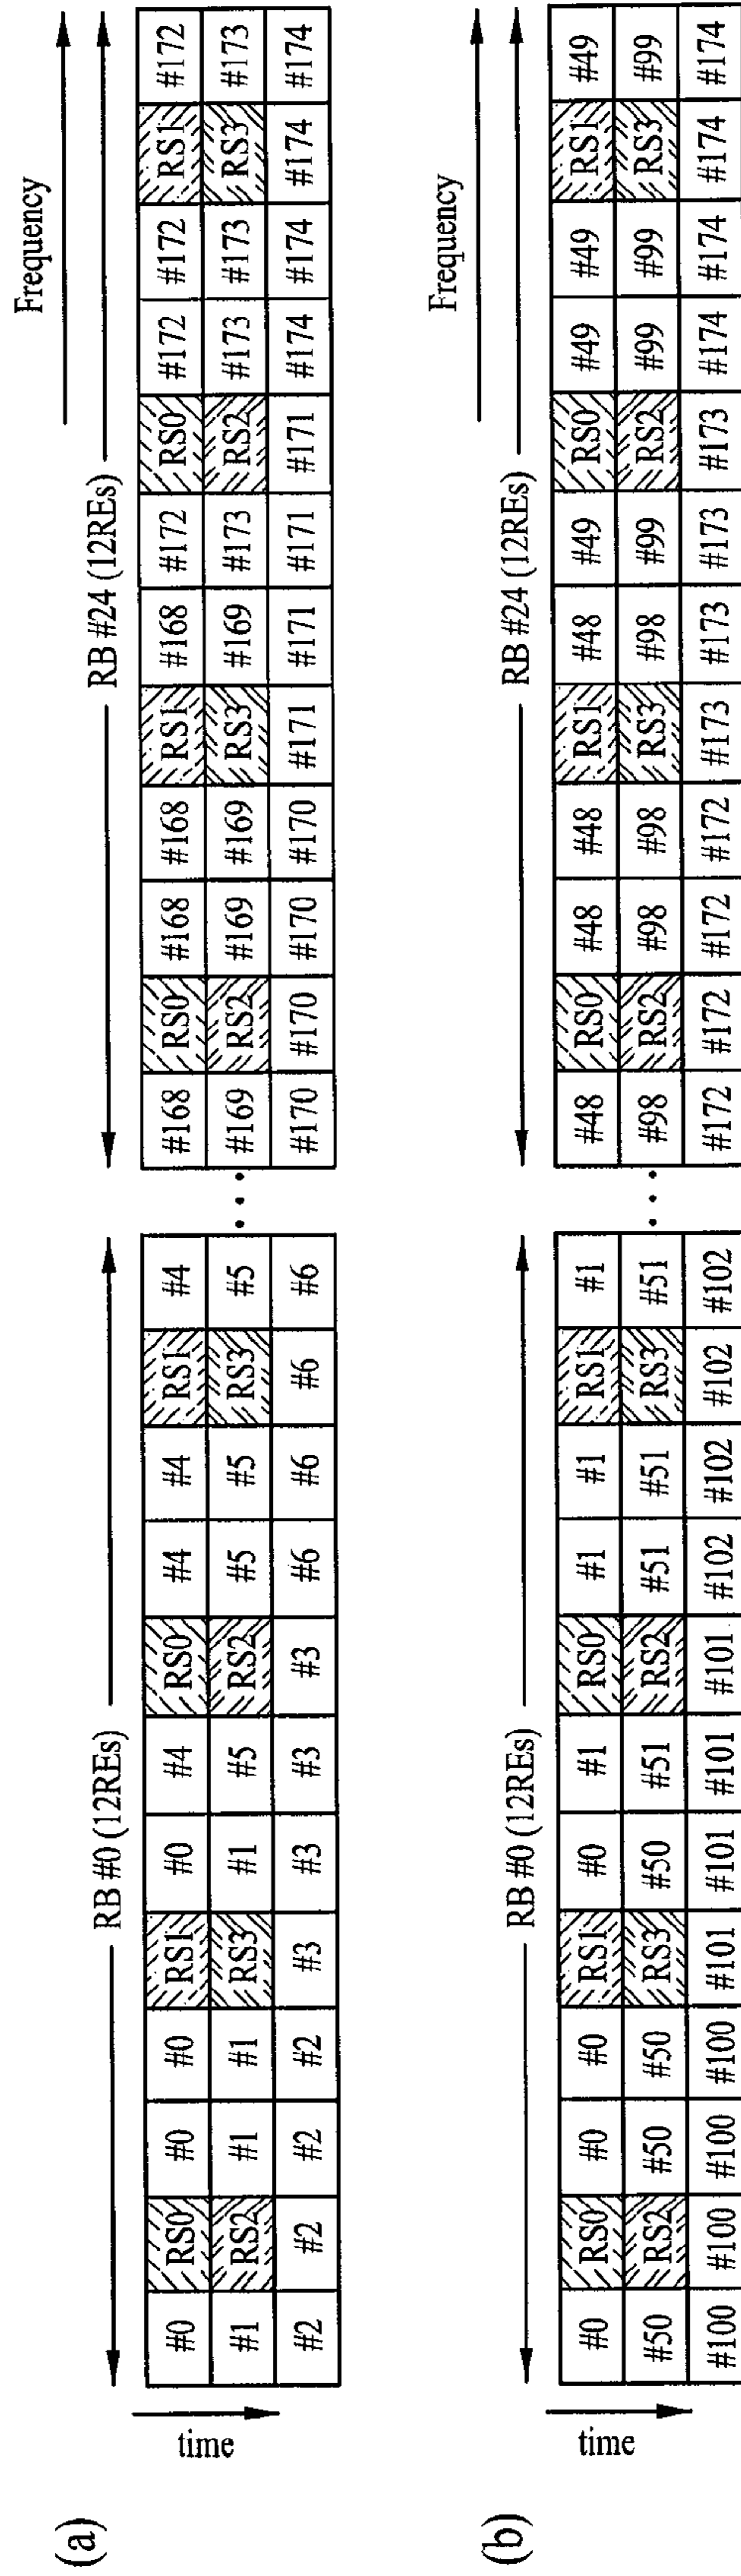 (a)
Frequency
RB #0 (12REs) RB #24 (12REs)
#0 RS0 #0 #0 RS1 #0 #4 RS0 #4 #4 RS1 #4 ... #168 RS0 #168 #168 RS1 #168 #172 RS0 #172 #172 RS1 #172
#1 RS2 #1 #1 RS3 #1 #5 RS2 #5 #5 RS3 #5 #169 RS2 #169 #169 RS3 #169 #173 RS2 #173 #173 RS3 #173
#2 #2 #2 #2 #3 #3 #3 #3 #6 #6 #6 #6 #170 #170 #170 #170 #171 #171 #171 #171 #174 #174 #174 #174
time
(b)
Frequency
RB #0 (12REs) RB #24 (12REs)
#0 RS0 #0 #0 RS1 #0 #1 RS0 #1 #1 RS1 #1 ... #48 RS0 #48 #48 RS1 #48 #49 RS0 #49 #49 RS1 #49
#50 RS2 #50 #50 RS3 #50 #51 RS2 #51 #51 RS3 #51 #98 RS2 #98 #98 RS3 #98 #99 RS2 #99 #99 RS3 #99
#100 #100 #100 #100 #101 #101 #101 #101 #102 #102 #102 #102 #172 #172 #172 #172 #173 #173 #173 #173 #174 #174 #174 #174
time